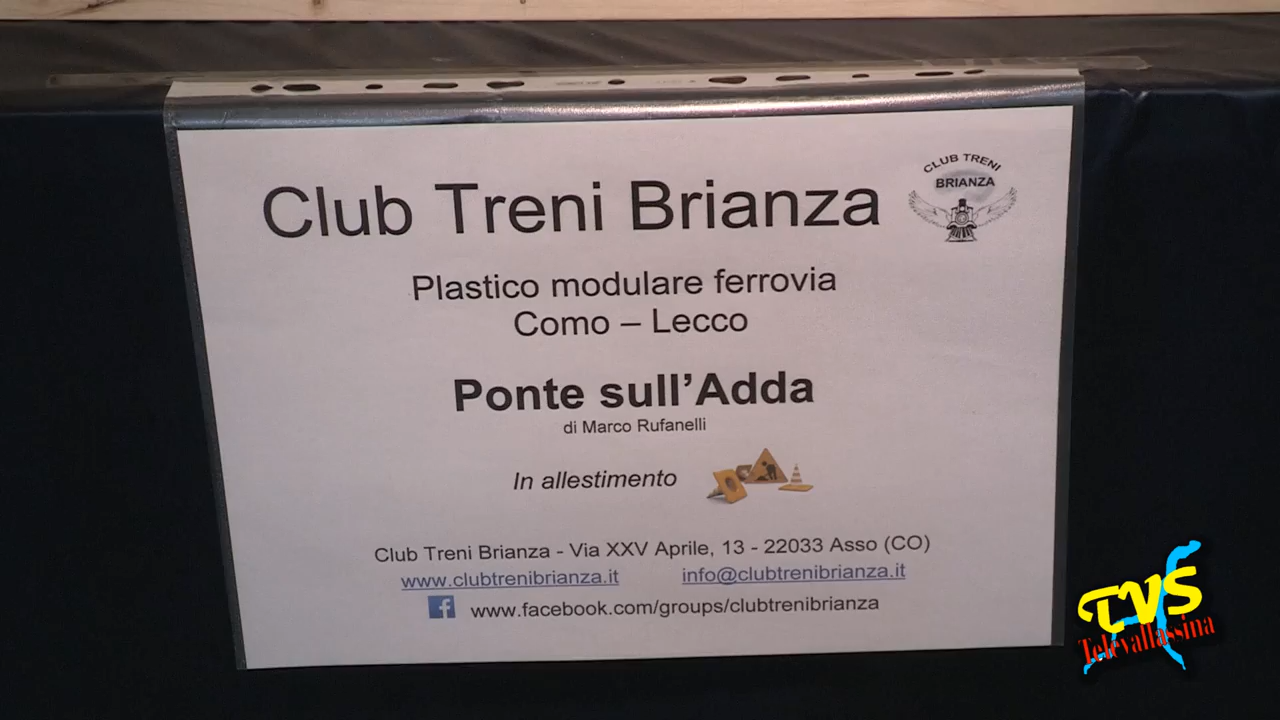 Club Treni Brianza
CLUB TRENI
BRIANZA
Plastico modulare ferrovia
Como – Lecco
Ponte sull'Adda
di Marco Rufanelli
In allestimento
Club Treni Brianza - Via XXV Aprile, 13 - 22033 Asso (CO)
www.clubtrenibrianza.it info@clubtrenibrianza.it
www.facebook.com/groups/clubtrenibrianza
TVS
Televallassina